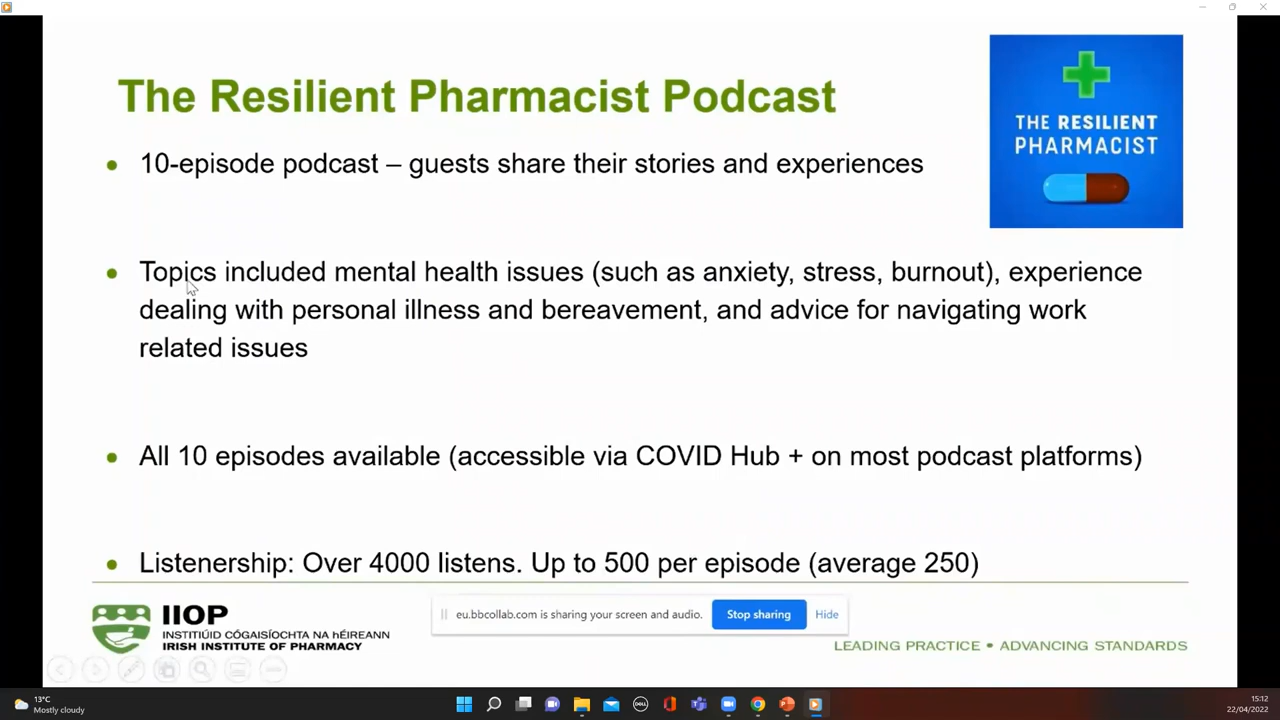 The Resilient Pharmacist Podcast
THE RESILIENT
PHARMACIST
10-episode podcast – guests share their stories and experiences
Topics included mental health issues (such as anxiety, stress, burnout), experience
dealing with personal illness and bereavement, and advice for navigating work
related issues
All 10 episodes available (accessible via COVID Hub + on most podcast platforms)
Listenership: Over 4000 listens. Up to 500 per episode (average 250)
IIOP
INSTITIÚID CÓGAISÍOCHTA NA hÉIREANN
IRISH INSTITUTE OF PHARMACY
eu.bbcollab.com is sharing your screen and audio.
Stop sharing
Hide
LEADING PRACTICE • ADVANCING STANDARDS
13°C
Mostly cloudy
DELL
15:12
22/04/2022